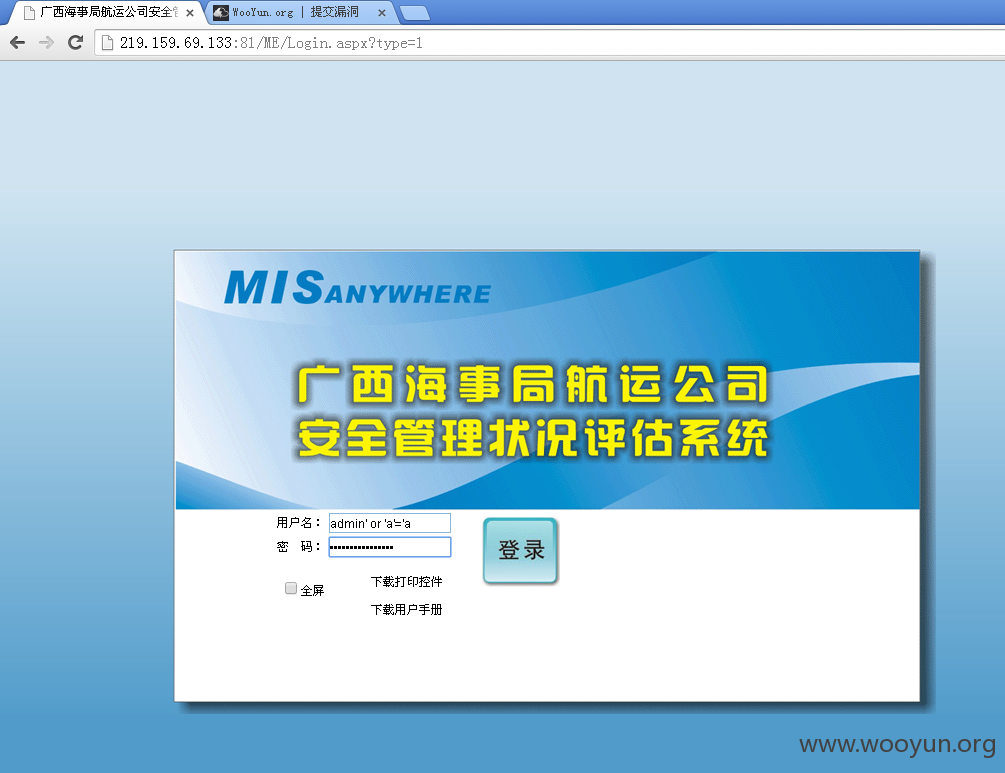 广西海事局航运公司安全管
WooYun.org | 提交漏洞
219.159.69.133:81/ME/Login.aspx?type=1
MISANYWHERE
广西海事局航运公司
安全管理状况评估系统
用户名：
admin' or 'a'='a
密 码：
••••••••••••••••
登录
全屏
下载打印控件
下载用户手册
www.wooyun.org